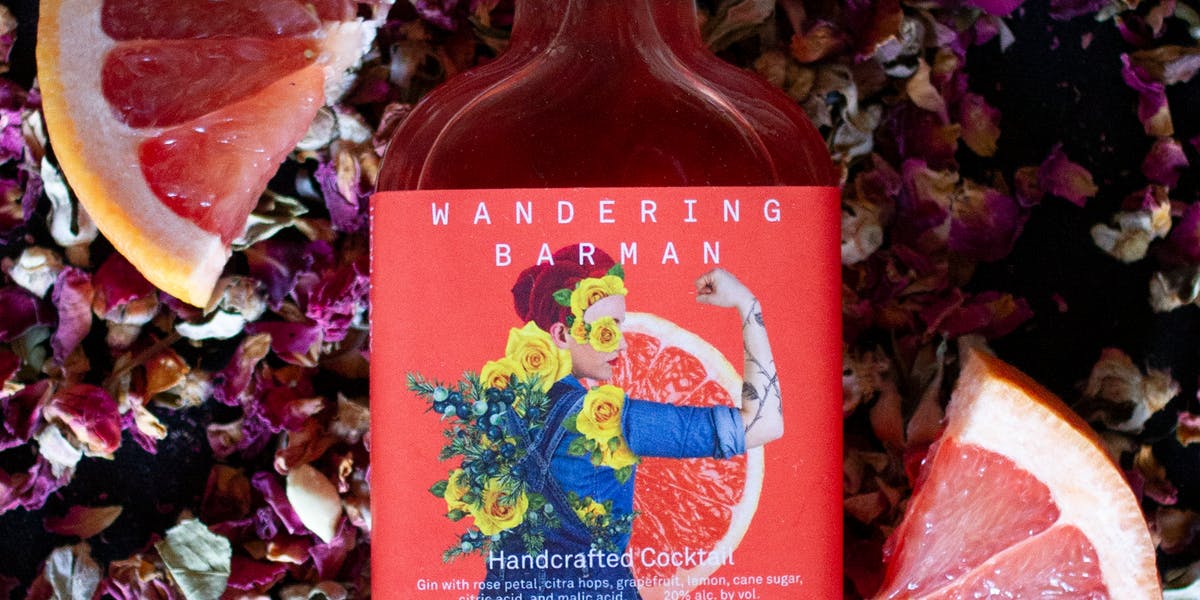 WANDERING
BARMAN
Handcrafted Cocktail
Gin with rose petal, citra hops, grapefruit, lemon, cane sugar,
citric acid, and malic acid. 20% alc. by vol.